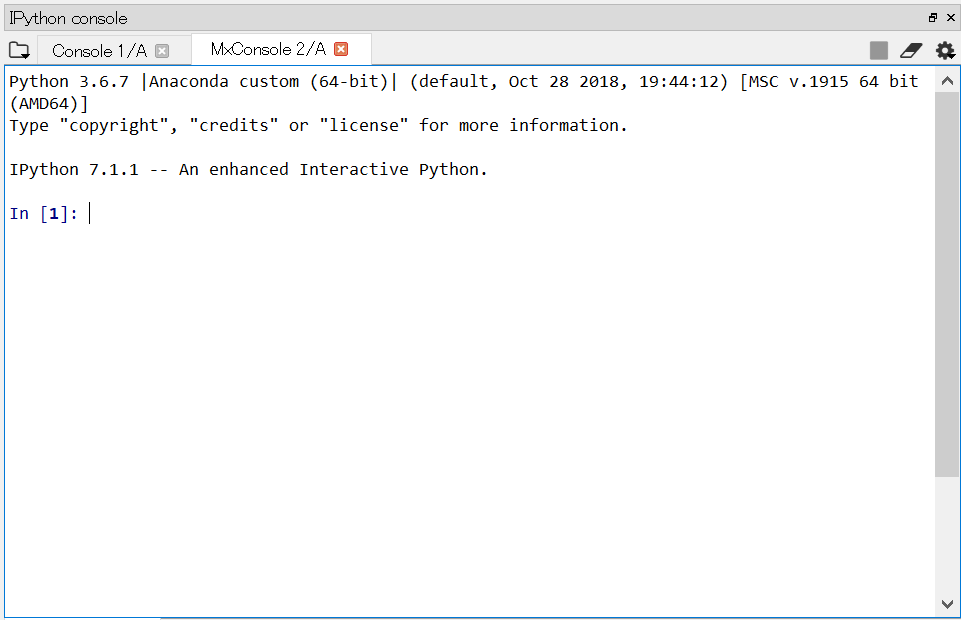 IPython console
Console 1/A
MxConsole 2/A
Python 3.6.7 |Anaconda custom (64-bit)| (default, Oct 28 2018, 19:44:12) [MSC v.1915 64 bit
(AMD64)]
Type "copyright", "credits" or "license" for more information.
IPython 7.1.1 -- An enhanced Interactive Python.
In [1]: